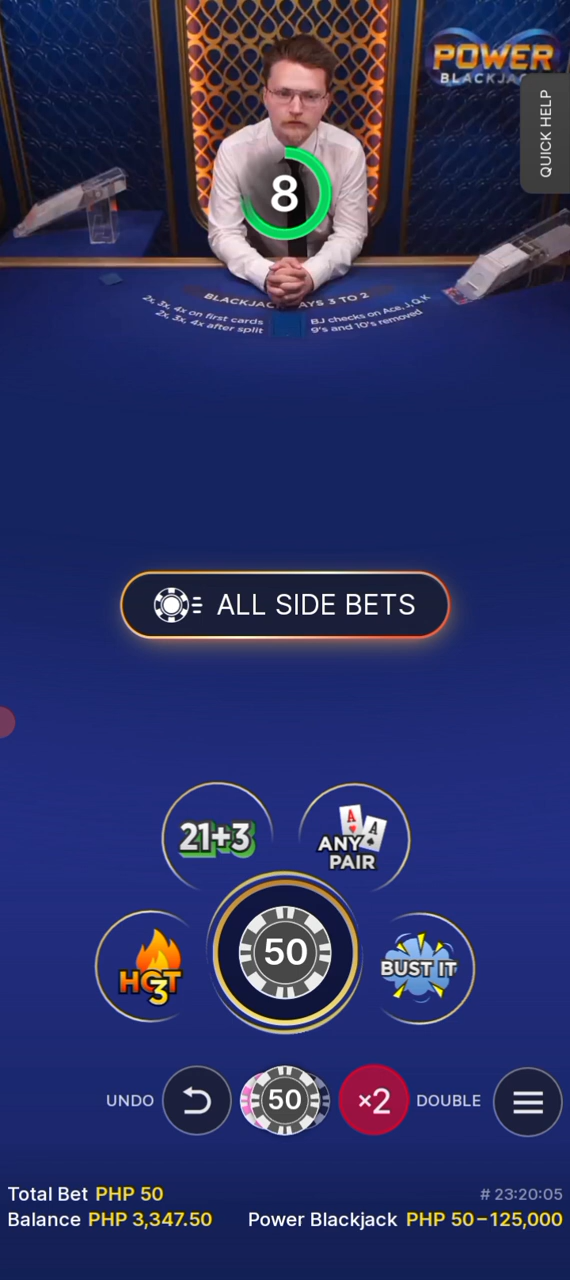 POWER
BLACKJACK
QUICK HELP
8
BLACKJACK PAYS 3 TO 2
2x, 3x, 4x on first cards
2x, 3x, 4x after split
BJ checks on Ace, J, Q, K
9's and 10's removed
ALL SIDE BETS
21+3
ANY
PAIR
HOT
3
50
BUST IT
UNDO
50
×2
DOUBLE
Total Bet PHP 50
# 23:20:05
Balance PHP 3,347.50
Power Blackjack PHP 50–125,000